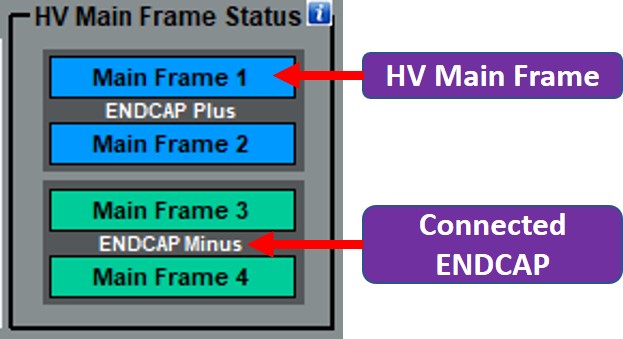 HV Main Frame Status i
Main Frame 1
ENDCAP Plus
Main Frame 2
Main Frame 3
ENDCAP Minus
Main Frame 4
HV Main Frame
Connected
ENDCAP